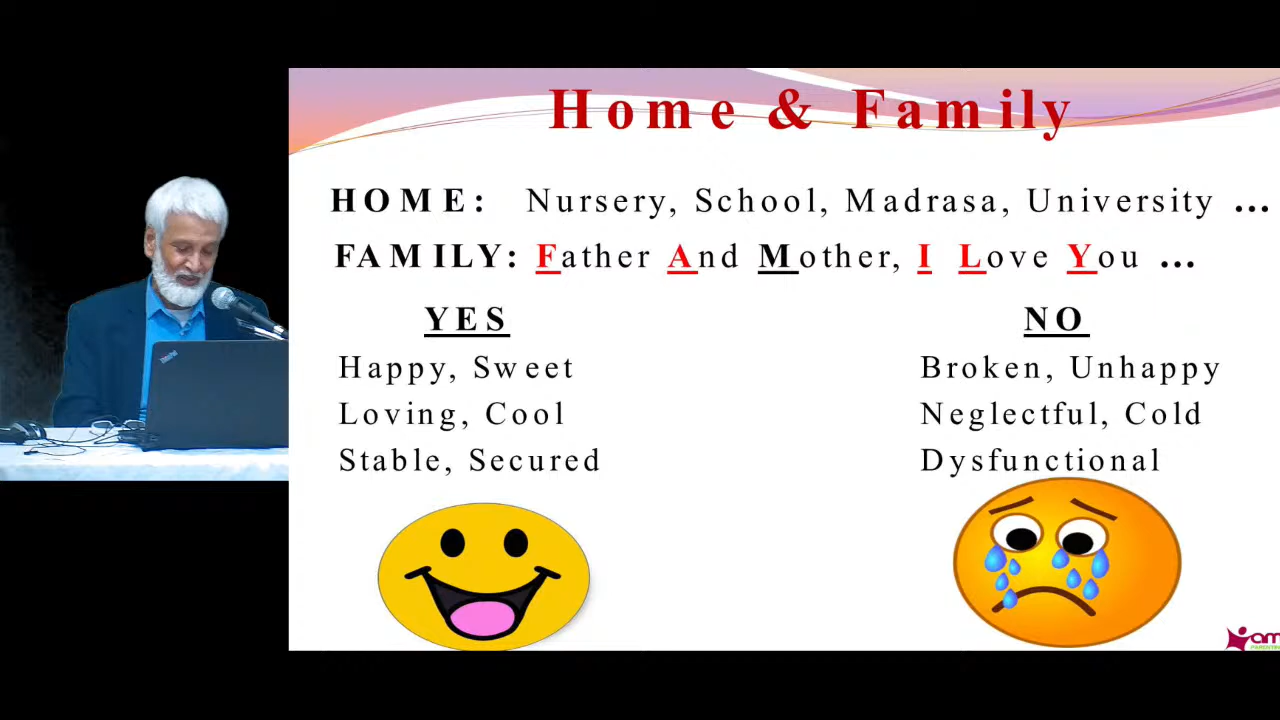 Home & Family
HOME: Nursery, School, Madrasa, University ...
FAMILY: Father And Mother, I Love You ...
YES
NO
Happy, Sweet
Broken, Unhappy
Loving, Cool
Neglectful, Cold
Stable, Secured
Dysfunctional